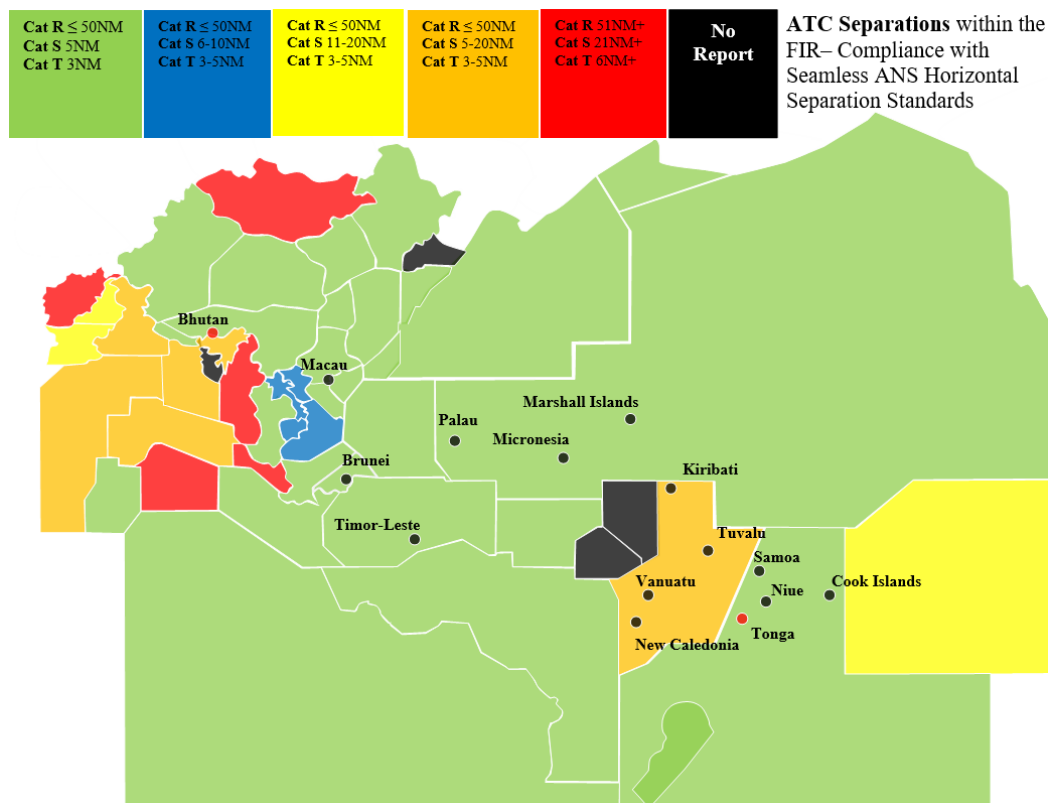 Cat R ≤ 50NM
Cat S 5NM
Cat T 3NM
Cat R ≤ 50NM
Cat S 6-10NM
Cat T 3-5NM
Cat R ≤ 50NM
Cat S 11-20NM
Cat T 3-5NM
Cat R ≤ 50NM
Cat S 5-20NM
Cat T 3-5NM
Cat R 51NM+
Cat S 21NM+
Cat T 6NM+
No
Report
ATC Separations within the
FIR– Compliance with
Seamless ANS Horizontal
Separation Standards
Bhutan
Macau
Marshall Islands
Palau
Micronesia
Brunei
Kiribati
Timor-Leste
Tuvalu
Samoa
Vanuatu
Niue
Cook Islands
New Caledonia
Tonga